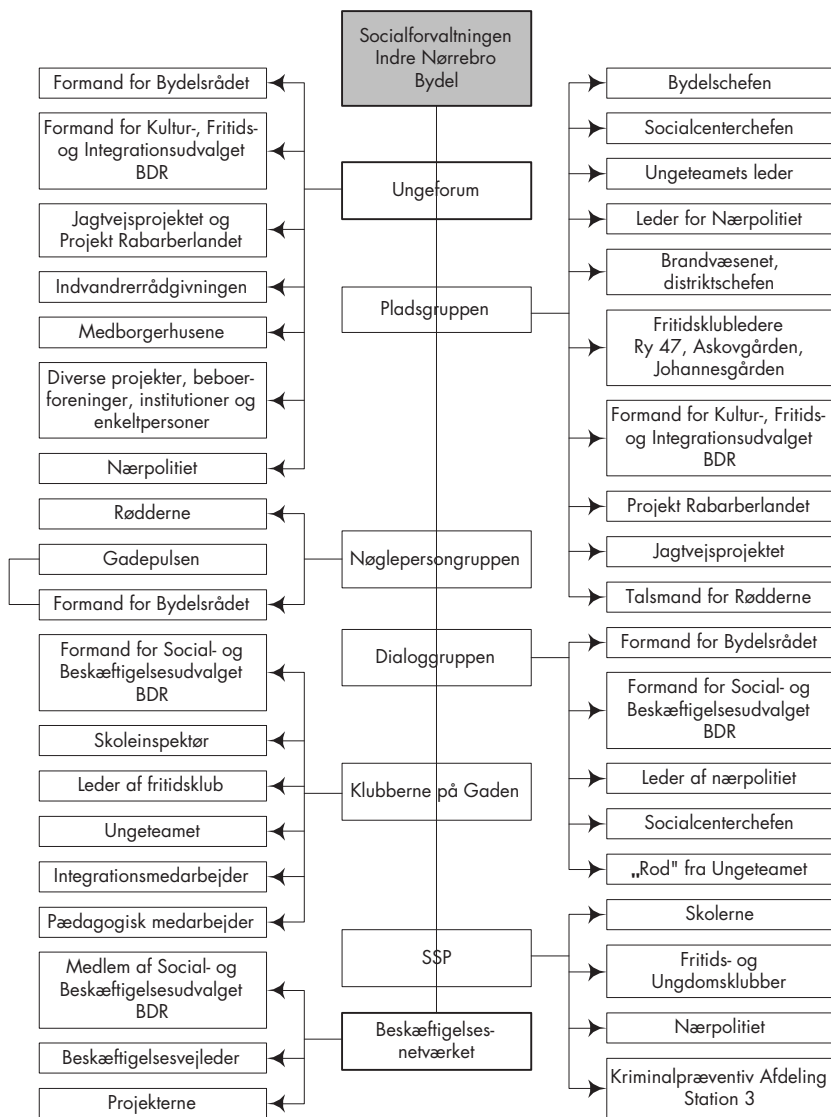 Socialforvaltningen
Indre Nørrebro
Bydel
Ungeforum
Formand for Bydelsrådet
Formand for Kultur-, Fritids-
og Integrationsudvalget
BDR
Jagtvejsprojektet og
Projekt Rabarberlandet
Indvandrerrådgivningen
Medborgerhusene
Diverse projekter, beboer-
foreninger, institutioner og
enkeltpersoner
Nærpolitiet
Pladsgruppen
Bydelschefen
Socialcenterchefen
Ungeteamets leder
Leder for Nærpolitiet
Brandvæsenet,
distriktschefen
Fritidsklubledere
Ry 47, Askovgården,
Johannesgården
Formand for Kultur-, Fritids-
og Integrationsudvalget
BDR
Projekt Rabarberlandet
Jagtvejsprojektet
Talsmand for Rødderne
Nøglepersongruppen
Rødderne
Gadepulsen
Formand for Bydelsrådet
Dialoggruppen
Formand for Bydelsrådet
Formand for Social- og
Beskæftigelsesudvalget
BDR
Leder af nærpolitiet
Socialcenterchefen
„Rod" fra Ungeteamet
Klubberne på Gaden
Formand for Social- og
Beskæftigelsesudvalget
BDR
Skoleinspektør
Leder af fritidsklub
Ungeteamet
Integrationsmedarbejder
Pædagogisk medarbejder
SSP
Skolerne
Fritids- og
Ungdomsklubber
Nærpolitiet
Kriminalpræventiv Afdeling
Station 3
Beskæftigelses-
netværket
Medlem af Social- og
Beskæftigelsesudvalget
BDR
Beskæftigelsesvejleder
Projekterne